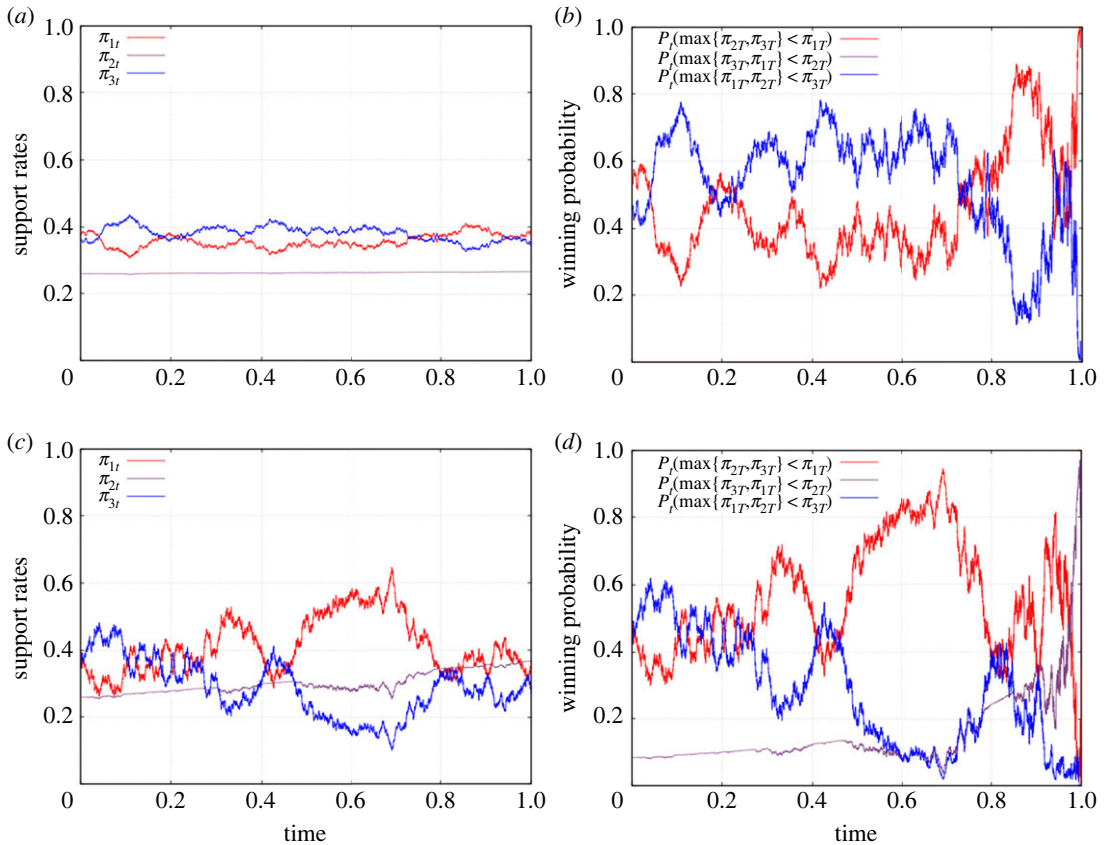 (a)
1.0
0.8
0.6
0.4
0.2
support rates
π1t
π2t
π3t
0 0.2 0.4 0.6 0.8 1.0
(b)
1.0
0.8
0.6
0.4
0.2
winning probability
Pt(max{π2T,π3T} < π1T)
Pt(max{π3T,π1T} < π2T)
Pt(max{π1T,π2T} < π3T)
0 0.2 0.4 0.6 0.8 1.0
(c)
1.0
0.8
0.6
0.4
0.2
support rates
π1t
π2t
π3t
0 0.2 0.4 0.6 0.8 1.0
time
(d)
1.0
0.8
0.6
0.4
0.2
winning probability
Pt(max{π2T,π3T} < π1T)
Pt(max{π3T,π1T} < π2T)
Pt(max{π1T,π2T} < π3T)
0 0.2 0.4 0.6 0.8 1.0
time